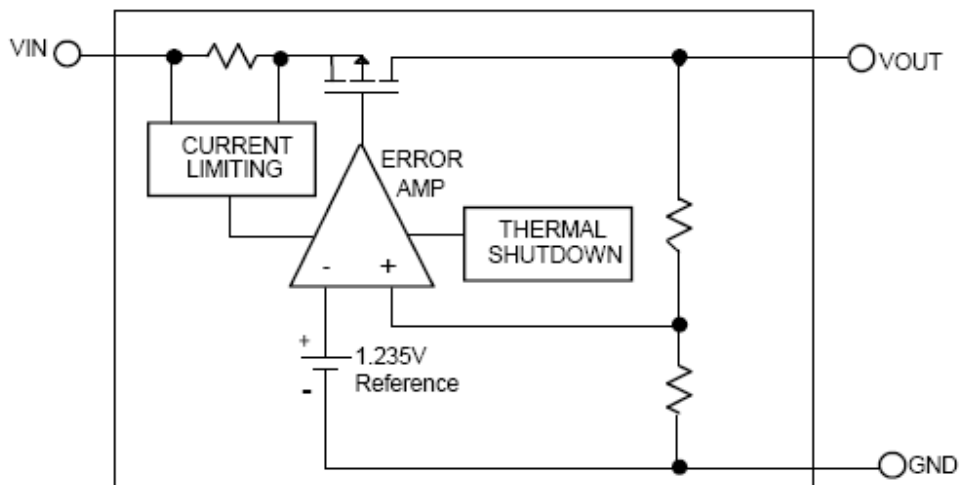 VIN
VOUT
CURRENT
LIMITING
ERROR
AMP
THERMAL
SHUTDOWN
- +
+
1.235V
Reference
-
GND